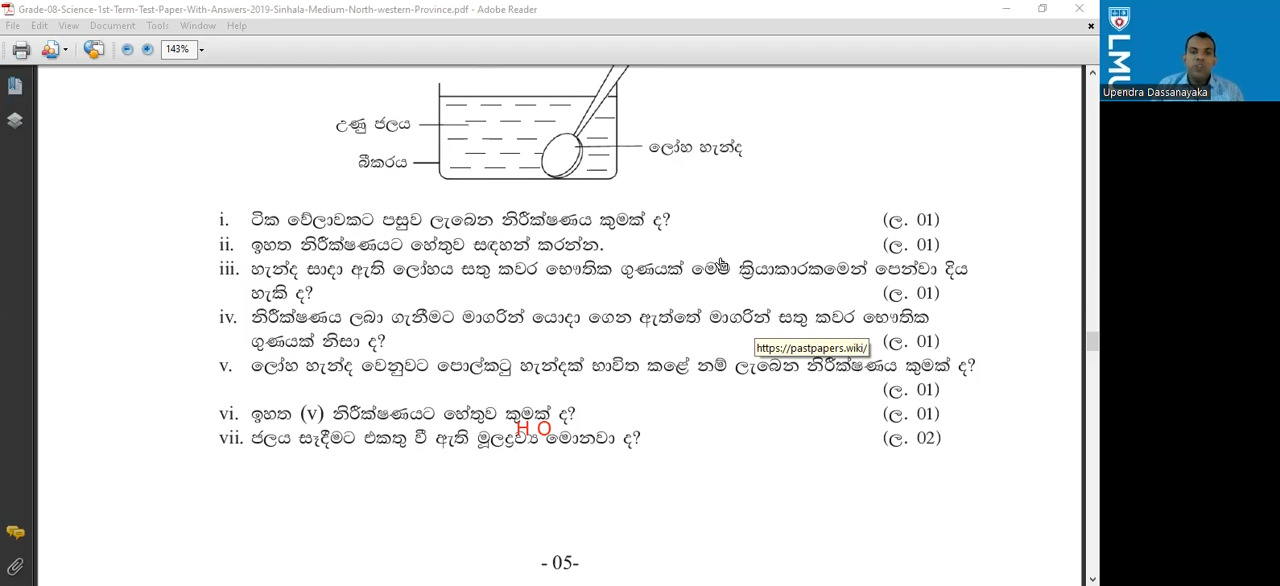 Grade-08-Science-1st-Term-Test-Paper-With-Answers-2019-Sinhala-Medium-North-western-Province.pdf - Adobe Reader
File Edit View Document Tools Window Help
143%
LMU
Upendra Dassanayaka
උණු ජලය
ලෝහ හැන්ද
බීකරය
i. ටික වේලාවකට පසුව ලැබෙන නිරීක්ෂණය කුමක් ද? (ල. 01)
ii. ඉහත නිරීක්ෂණයට හේතුව සඳහන් කරන්න. (ල. 01)
iii. හැන්ද සාදා ඇති ලෝහය සතු කවර භෞතික ගුණයක් මෙම ක්‍රියාකාරකමෙන් පෙන්වා දිය
හැකි ද? (ල. 01)
iv. නිරීක්ෂණය ලබා ගැනීමට මාගරින් යොදා ගෙන ඇත්තේ මාගරින් සතු කවර භෞතික
ගුණයක් නිසා ද? (ල. 01)
https://pastpapers.wiki/
v. ලෝහ හැන්ද වෙනුවට පොල්කටු හැන්දක් භාවිත කළේ නම් ලැබෙන නිරීක්ෂණය කුමක් ද?
(ල. 01)
vi. ඉහත (v) නිරීක්ෂණයට හේතුව කුමක් ද? (ල. 01)
H O
vii. ජලය සෑදීමට එකතු වී ඇති මූලද්‍රව්‍ය මොනවා ද? (ල. 02)
- 05-